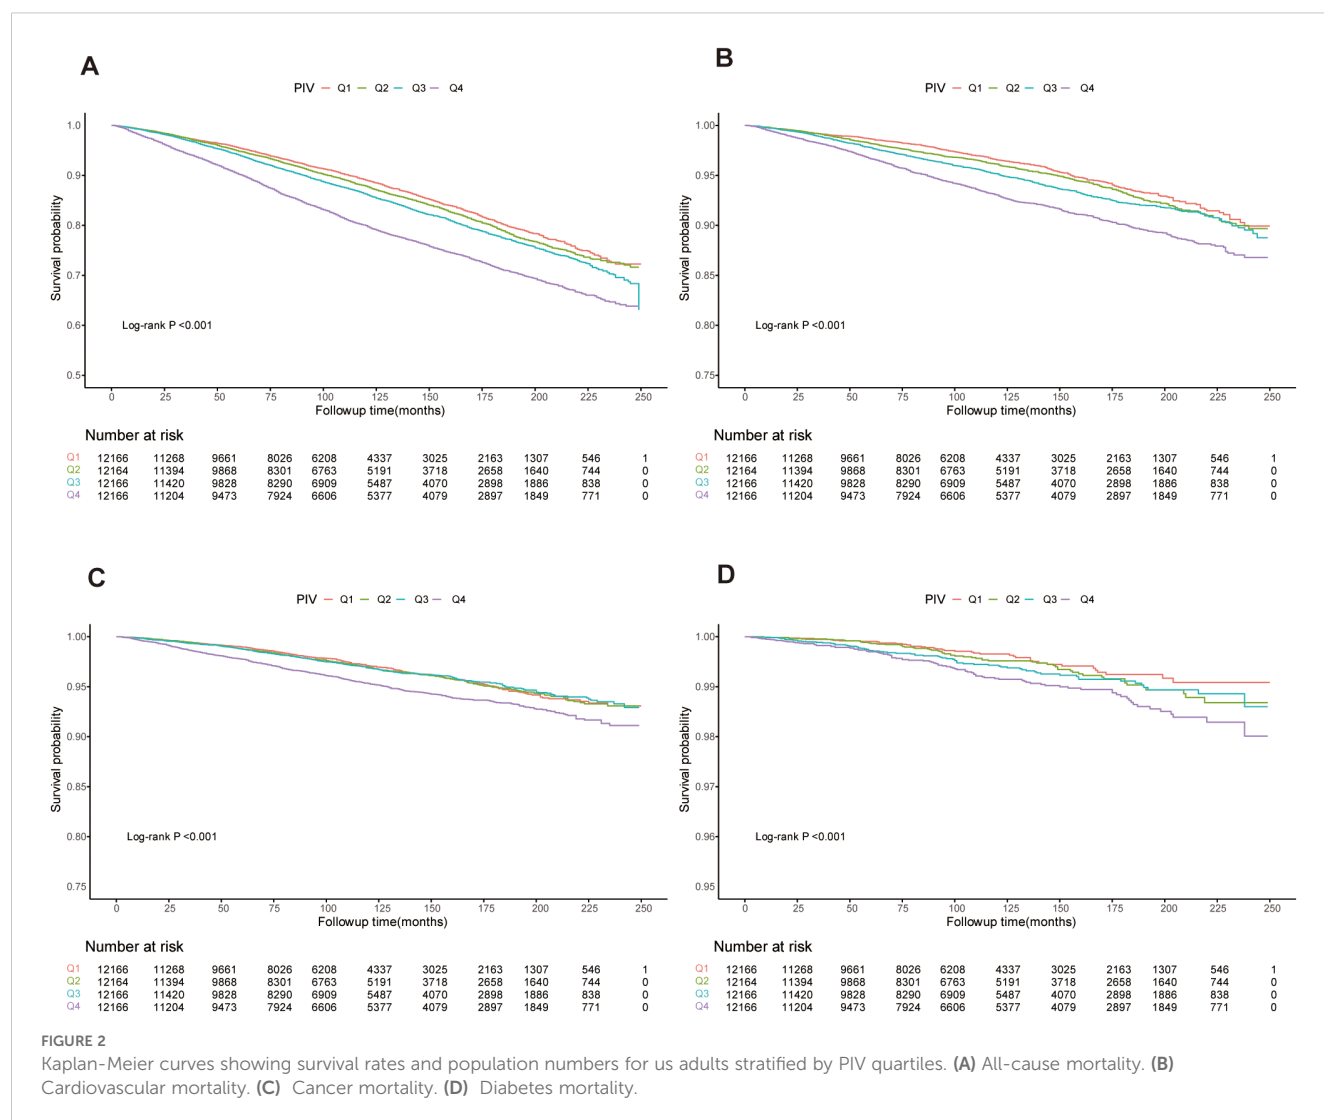 A
PIV Q1 Q2 Q3 Q4
Survival probability
1.0
0.9
0.8
0.7
0.6
0.5
Log-rank P <0.001
0 25 50 75 100 125 150 175 200 225 250
Followup time(months)
Number at risk
Q1 12166 11268 9661 8026 6208 4337 3025 2163 1307 546 1
Q2 12164 11394 9868 8301 6763 5191 3718 2658 1640 744 0
Q3 12166 11420 9828 8290 6909 5487 4070 2898 1886 838 0
Q4 12166 11204 9473 7924 6606 5377 4079 2897 1849 771 0
B
PIV Q1 Q2 Q3 Q4
Survival probability
1.00
0.95
0.90
0.85
0.80
0.75
Log-rank P <0.001
0 25 50 75 100 125 150 175 200 225 250
Followup time(months)
Number at risk
Q1 12166 11268 9661 8026 6208 4337 3025 2163 1307 546 1
Q2 12164 11394 9868 8301 6763 5191 3718 2658 1640 744 0
Q3 12166 11420 9828 8290 6909 5487 4070 2898 1886 838 0
Q4 12166 11204 9473 7924 6606 5377 4079 2897 1849 771 0
C
PIV Q1 Q2 Q3 Q4
Survival probability
1.00
0.95
0.90
0.85
0.80
0.75
Log-rank P <0.001
0 25 50 75 100 125 150 175 200 225 250
Followup time(months)
Number at risk
Q1 12166 11268 9661 8026 6208 4337 3025 2163 1307 546 1
Q2 12164 11394 9868 8301 6763 5191 3718 2658 1640 744 0
Q3 12166 11420 9828 8290 6909 5487 4070 2898 1886 838 0
Q4 12166 11204 9473 7924 6606 5377 4079 2897 1849 771 0
D
PIV Q1 Q2 Q3 Q4
Survival probability
1.00
0.99
0.98
0.97
0.96
0.95
Log-rank P <0.001
0 25 50 75 100 125 150 175 200 225 250
Followup time(months)
Number at risk
Q1 12166 11268 9661 8026 6208 4337 3025 2163 1307 546 1
Q2 12164 11394 9868 8301 6763 5191 3718 2658 1640 744 0
Q3 12166 11420 9828 8290 6909 5487 4070 2898 1886 838 0
Q4 12166 11204 9473 7924 6606 5377 4079 2897 1849 771 0
FIGURE 2
Kaplan-Meier curves showing survival rates and population numbers for us adults stratified by PIV quartiles. (A) All-cause mortality. (B)
Cardiovascular mortality. (C) Cancer mortality. (D) Diabetes mortality.